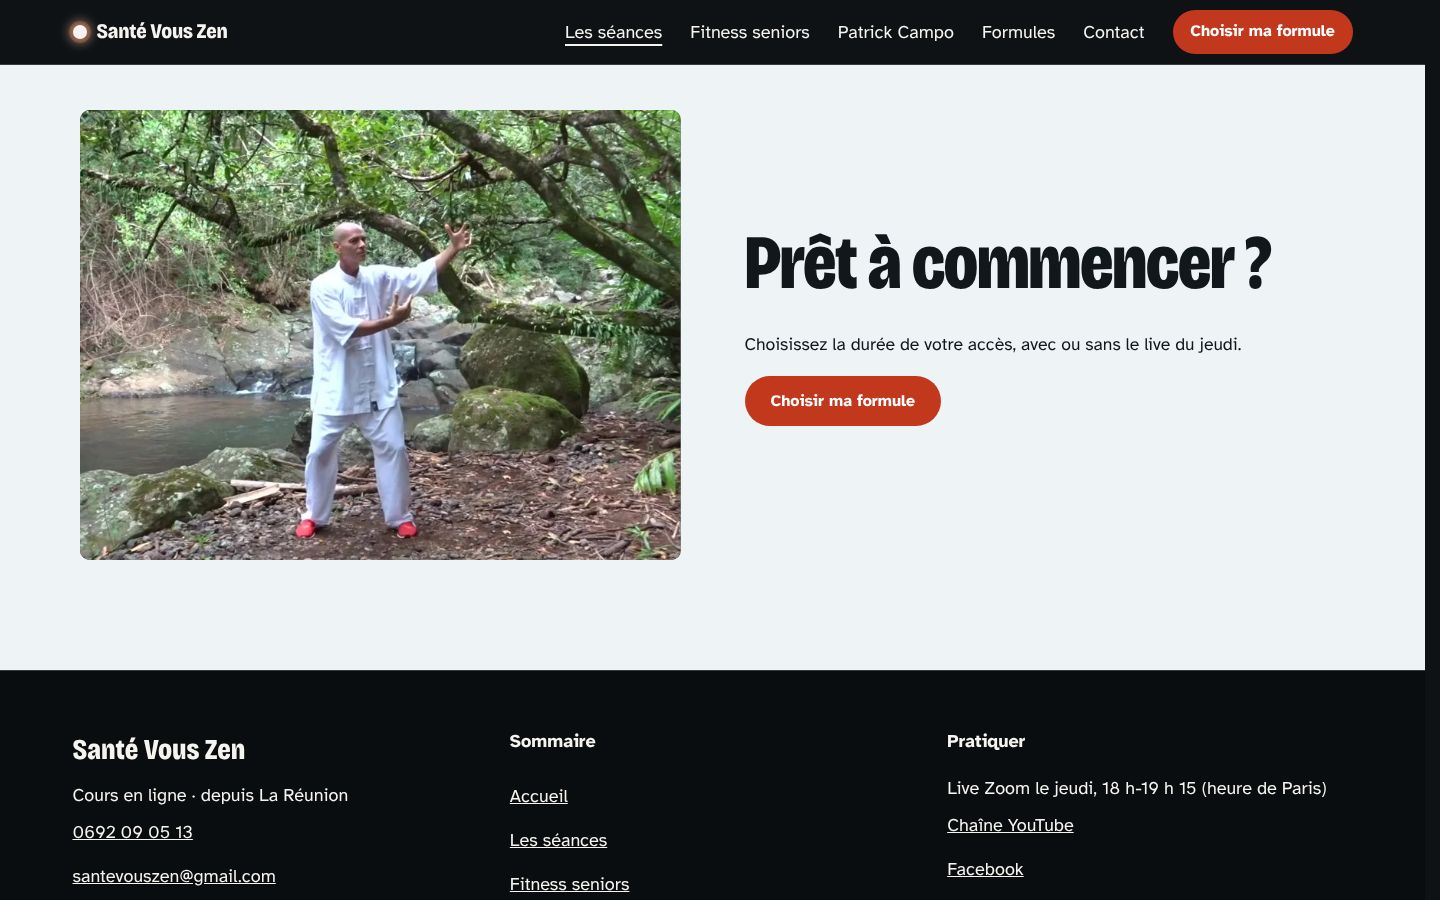 Santé Vous Zen
Les séances
Fitness seniors
Patrick Campo
Formules
Contact
Choisir ma formule
Prêt à commencer ?
Choisissez la durée de votre accès, avec ou sans le live du jeudi.
Choisir ma formule
Santé Vous Zen
Cours en ligne · depuis La Réunion
0692 09 05 13
santevouszen@gmail.com
Sommaire
Accueil
Les séances
Fitness seniors
Pratiquer
Live Zoom le jeudi, 18 h-19 h 15 (heure de Paris)
Chaîne YouTube
Facebook